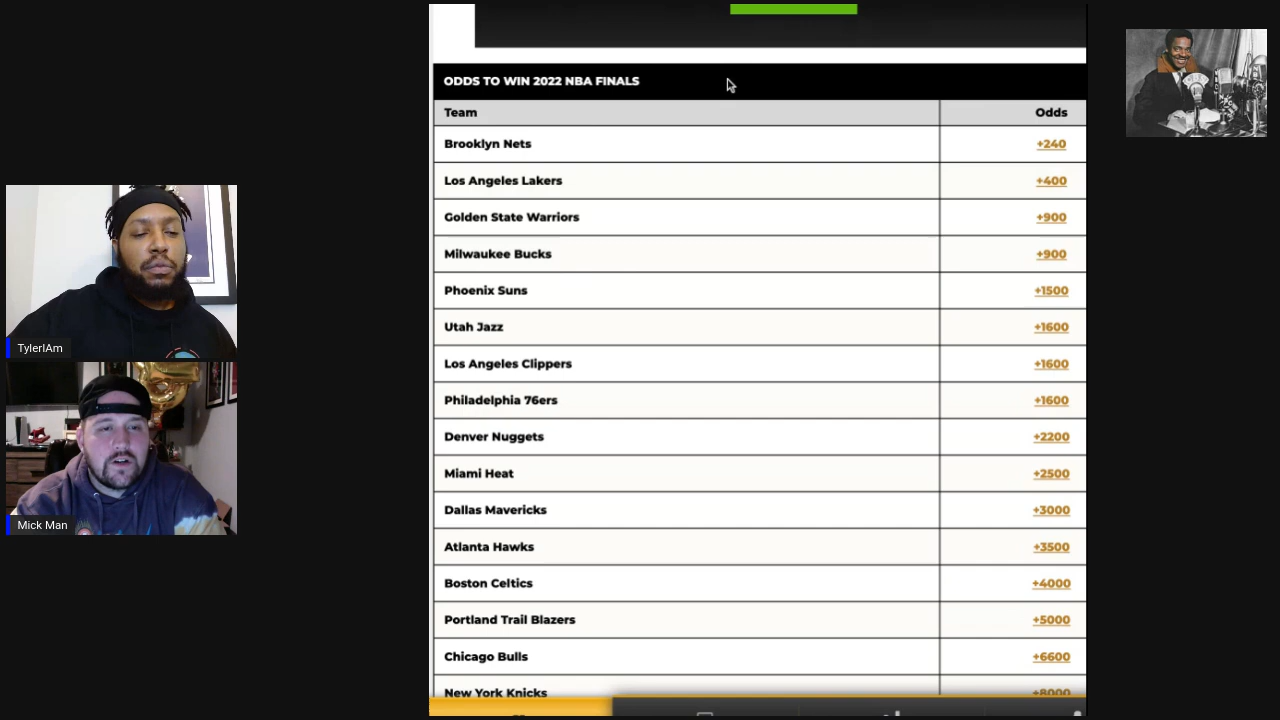 ODDS TO WIN 2022 NBA FINALS
Team Odds
Brooklyn Nets +240
Los Angeles Lakers +400
Golden State Warriors +900
Milwaukee Bucks +900
Phoenix Suns +1500
Utah Jazz +1600
Los Angeles Clippers +1600
Philadelphia 76ers +1600
Denver Nuggets +2200
Miami Heat +2500
Dallas Mavericks +3000
Atlanta Hawks +3500
Boston Celtics +4000
Portland Trail Blazers +5000
Chicago Bulls +6600
New York Knicks +8000
TylerIAm
Mick Man